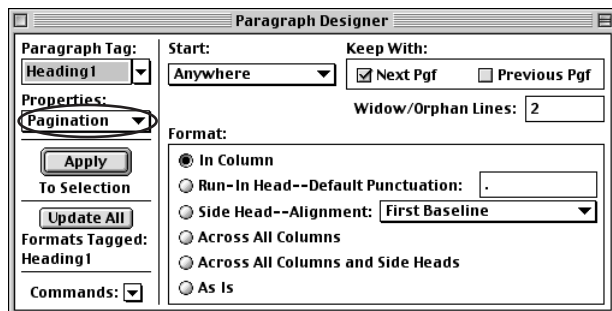 Paragraph Designer
Paragraph Tag:
Heading1
Properties:
Pagination
Apply
To Selection
Update All
Formats Tagged:
Heading1
Commands:
Start:
Anywhere
Keep With:
Next Pgf
Previous Pgf
Widow/Orphan Lines: 2
Format:
In Column
Run-In Head--Default Punctuation: .
Side Head--Alignment: First Baseline
Across All Columns
Across All Columns and Side Heads
As Is